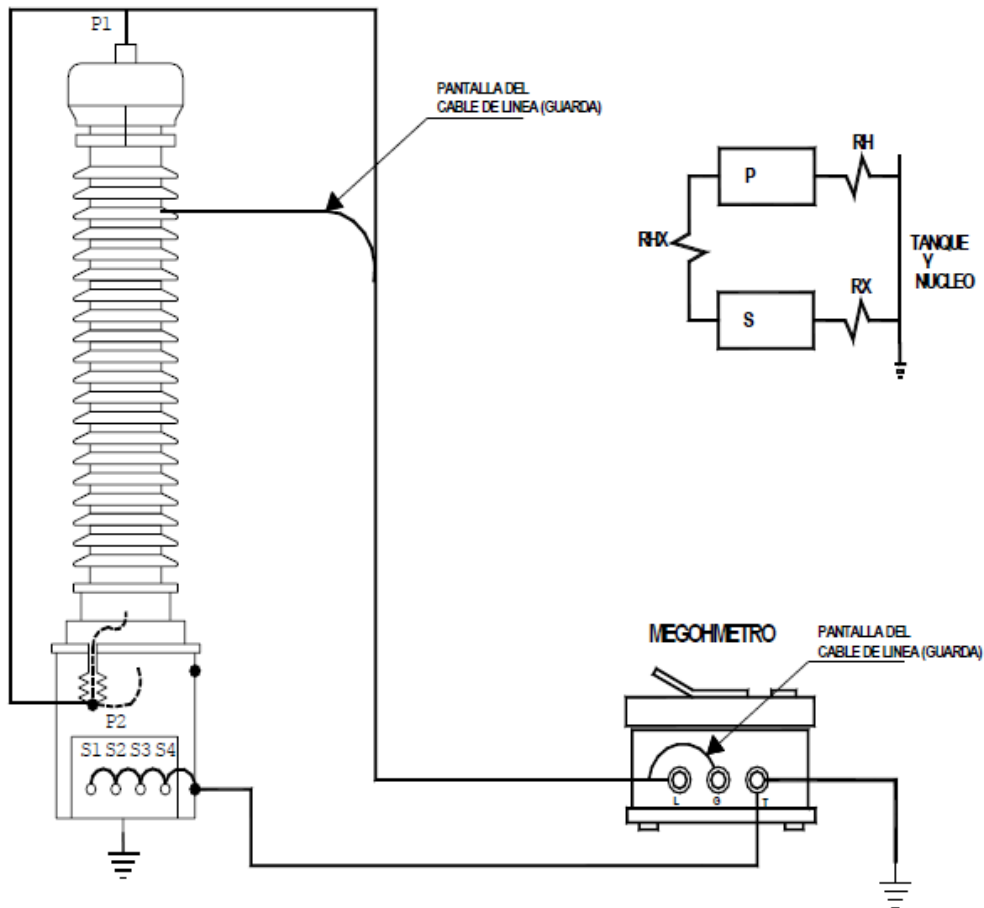 P1
PANTALLA DEL
CABLE DE LINEA (GUARDA)
P
RH
RHX
TANQUE
Y
NUCLEO
S
RX
MEGOHMETRO
PANTALLA DEL
CABLE DE LINEA (GUARDA)
P2
S1 S2 S3 S4
L G T